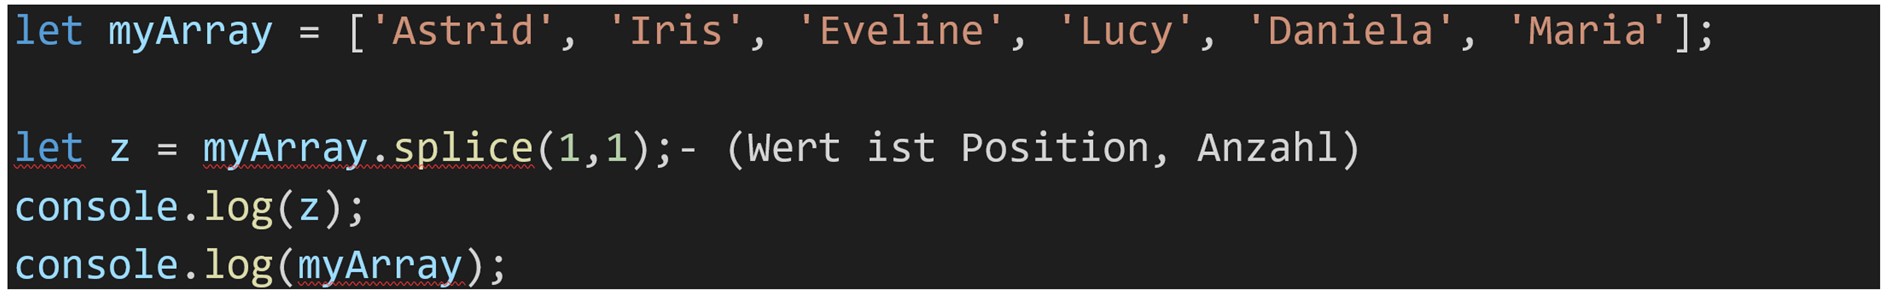 let myArray = ['Astrid', 'Iris', 'Eveline', 'Lucy', 'Daniela', 'Maria'];
let z = myArray.splice(1,1);- (Wert ist Position, Anzahl)
console.log(z);
console.log(myArray);